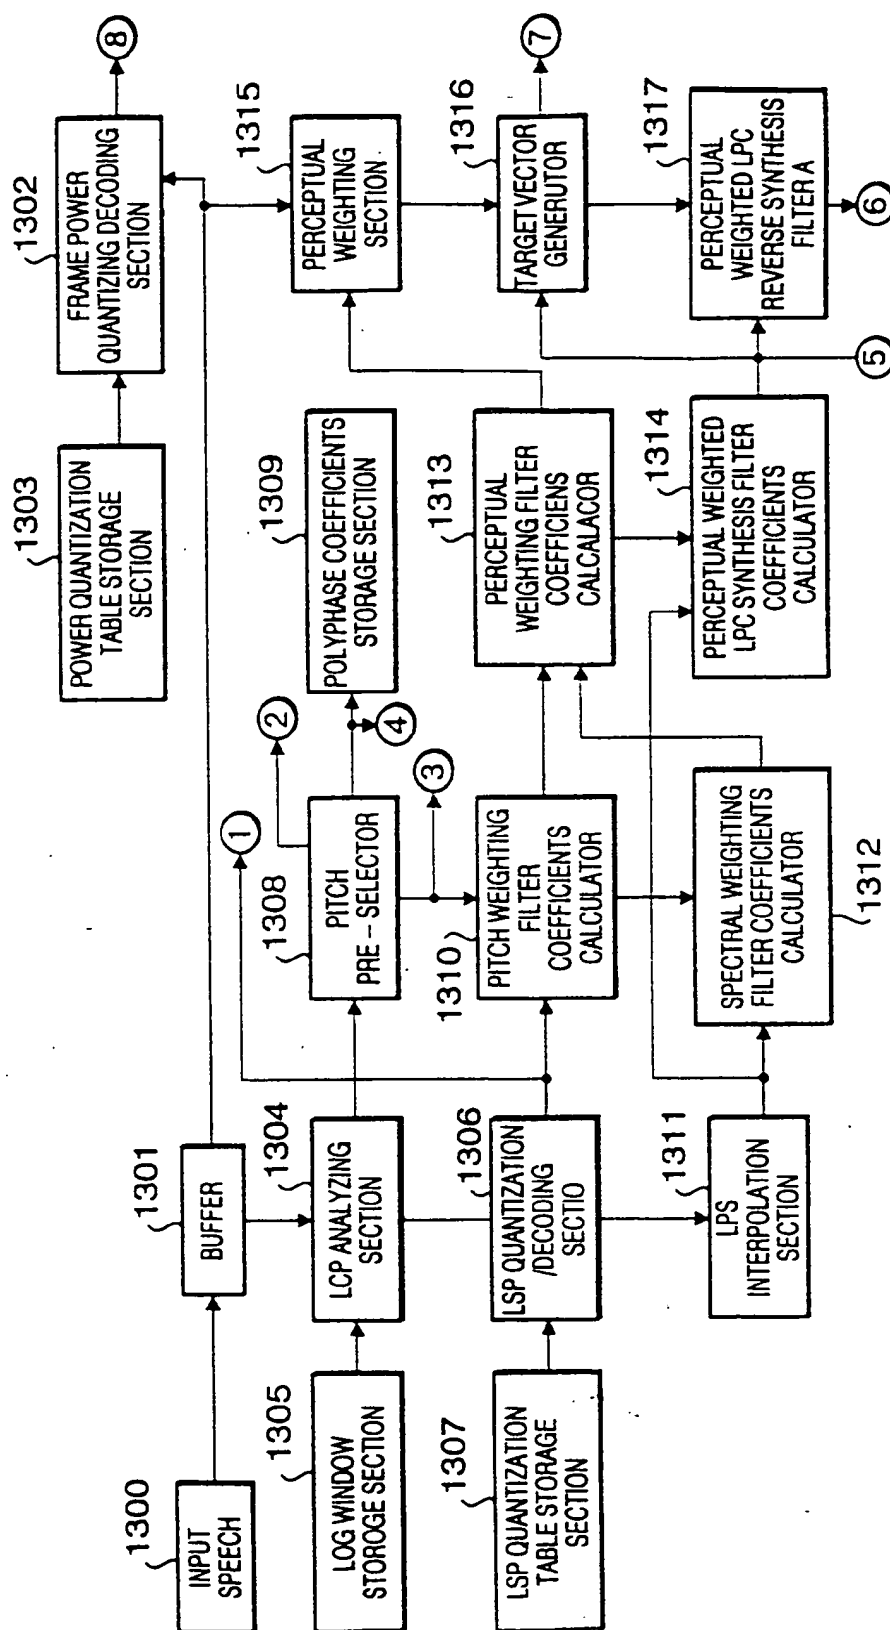 1300
INPUT
SPEECH
1301
BUFFER
1302
FRAME POWER
QUANTIZING DECODING
SECTION
8
1303
POWER QUANTIZATION
TABLE STORAGE
SECTION
1305
LOG WINDOW
STOROGE SECTION
1304
LCP ANALYZING
SECTION
1
2
1308
PITCH
PRE - SELECTOR
4
3
1309
POLYPHASE COEFFICIENTS
STORAGE SECTION
1315
PERCEPTUAL
WEIGHTING
SECTION
1307
LSP QUANTIZATION
TABLE STORAGE
SECTION
1306
LSP QUANTIZATION
/DECODING
SECTIO
1310
PITCH WEIGHTING
FILTER
COEFFICIENTS
CALCULATOR
1313
PERCEPTUAL
WEIGHTING FILTER
COEFFICIENS
CALCALACOR
1316
TARGET VECTOR
GENERUTOR
7
1311
LPS
INTERPOLATION
SECTION
SPECTRAL WEIGHTING
FILTER COEFFICIENTS
CALCULATOR
1312
1314
PERCEPTUAL WEIGHTED
LPC SYNTHESIS FILTER
COEFFICIENTS
CALCULATOR
1317
PERCEPTUAL
WEIGHTED LPC
REVERSE SYNTHESIS
FILTER A
5
6